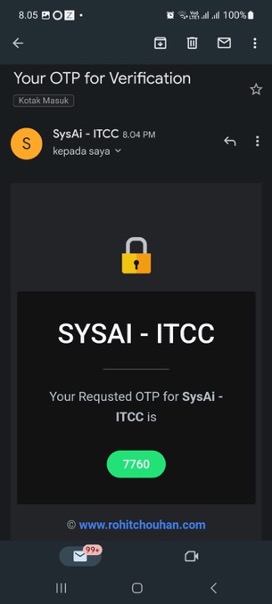 8.05 100%
Your OTP for Verification
Kotak Masuk
S
SysAi - ITCC 8.04 PM
kepada saya
SYSAI - ITCC
Your Requsted OTP for SysAi -
ITCC is
7760
© www.rohitchouhan.com
99+